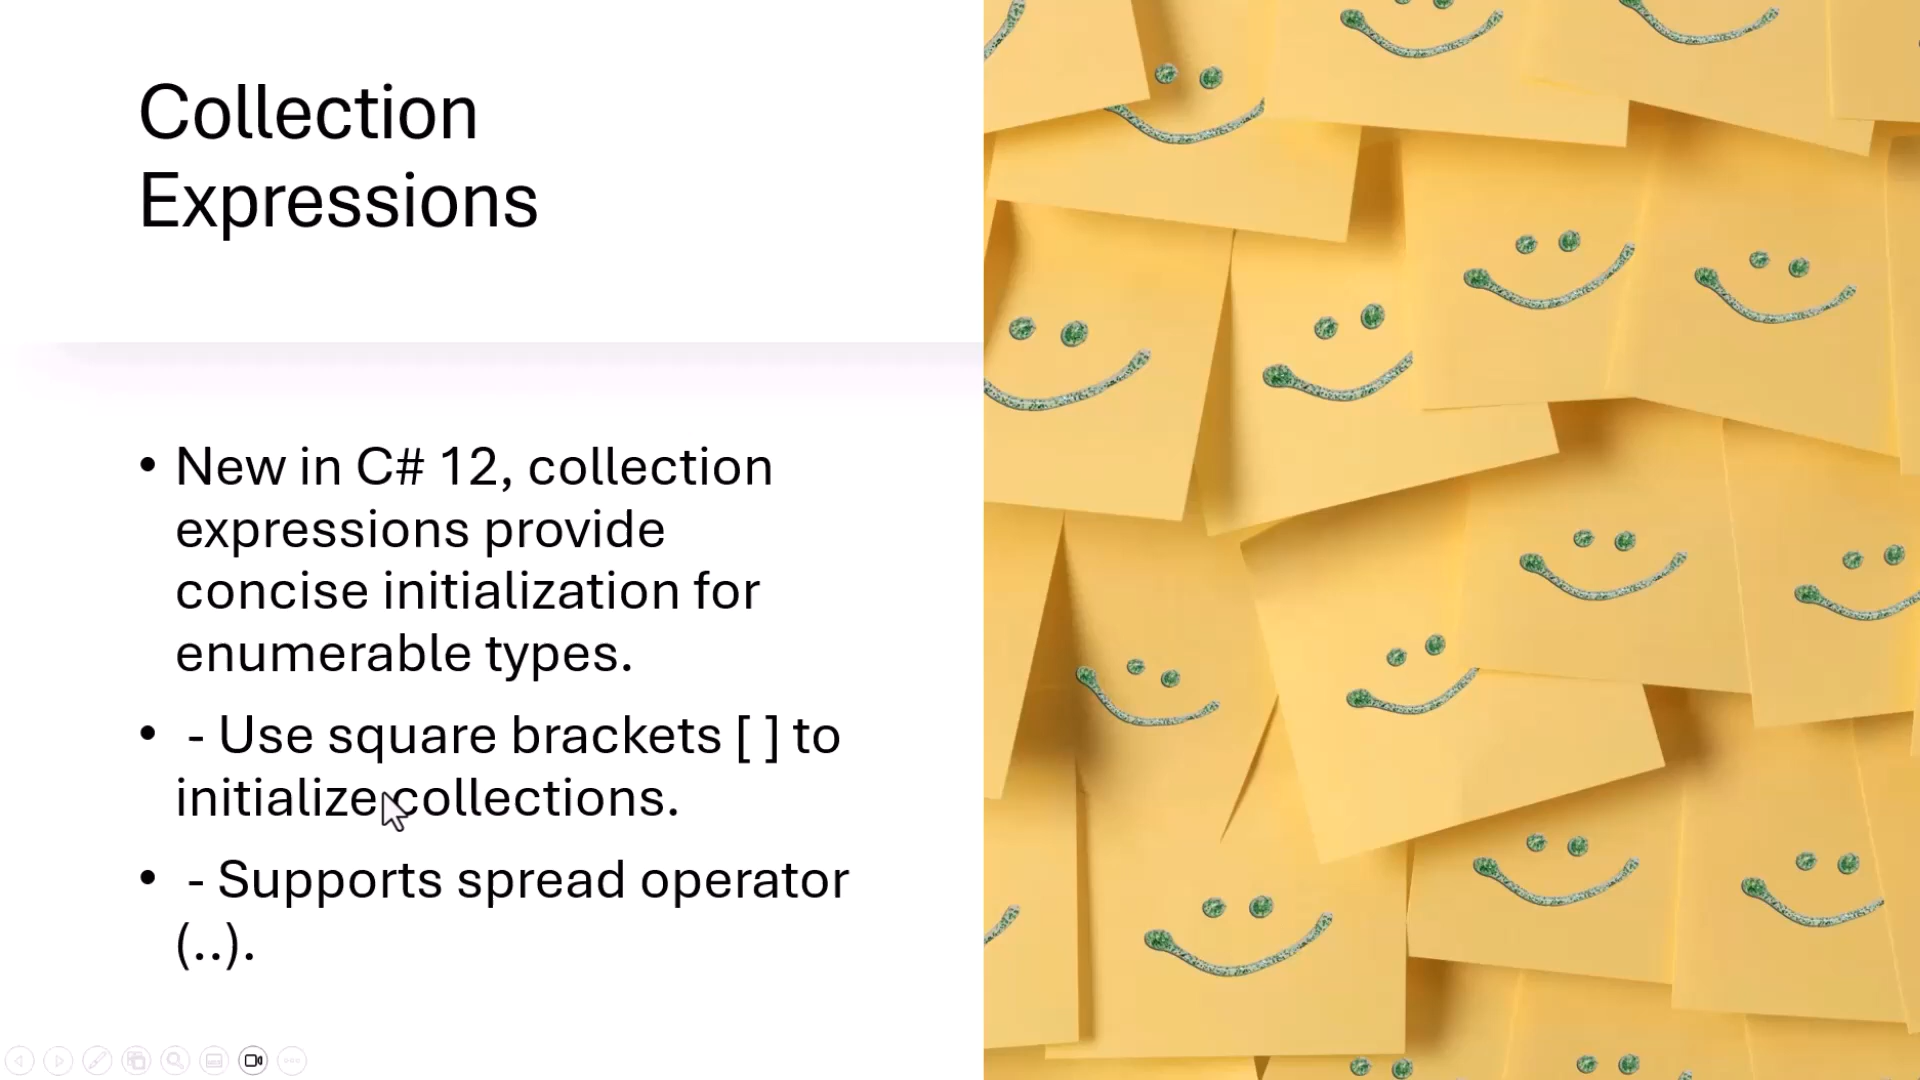 Collection
Expressions
• New in C# 12, collection
expressions provide
concise initialization for
enumerable types.
• - Use square brackets [ ] to
initialize collections.
• - Supports spread operator
(..).